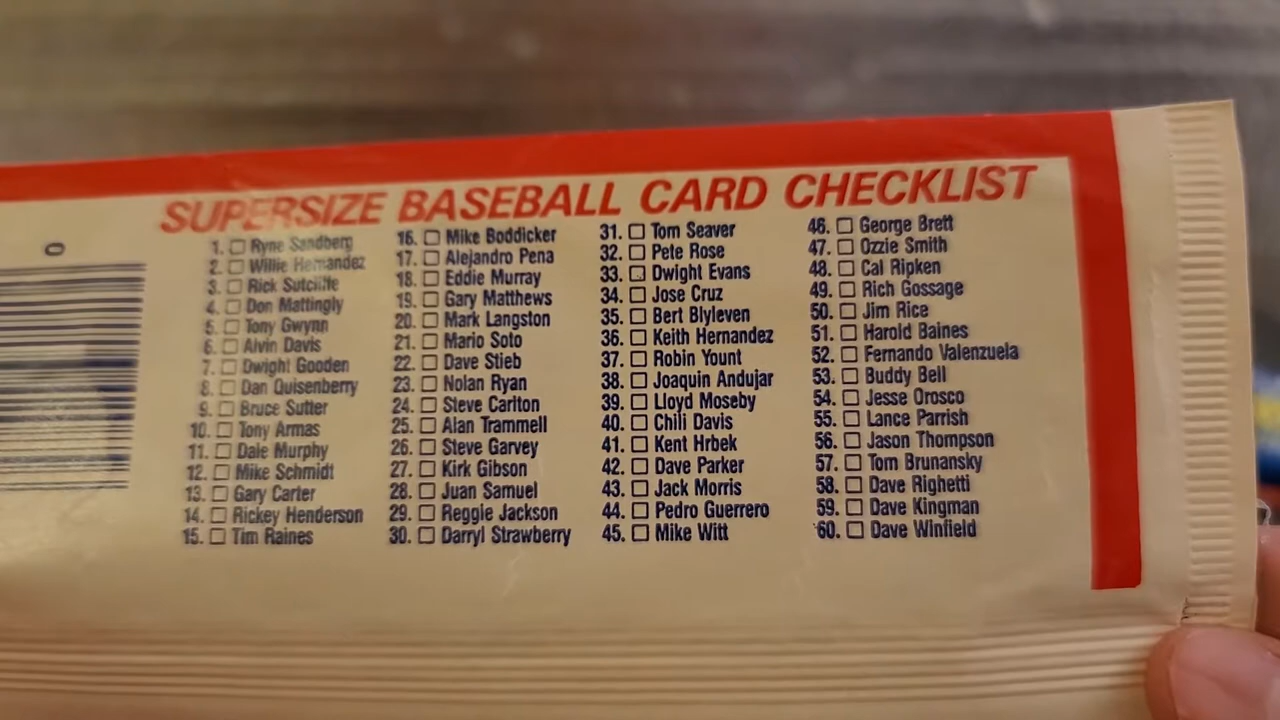 SUPERSIZE BASEBALL CARD CHECKLIST
1. Ryne Sandberg
2. Willie Hernandez
3. Rick Sutcliffe
4. Don Mattingly
5. Tony Gwynn
6. Alvin Davis
7. Dwight Gooden
8. Dan Quisenberry
9. Bruce Sutter
10. Tony Armas
11. Dale Murphy
12. Mike Schmidt
13. Gary Carter
14. Rickey Henderson
15. Tim Raines
16. Mike Boddicker
17. Alejandro Pena
18. Eddie Murray
19. Gary Matthews
20. Mark Langston
21. Mario Soto
22. Dave Stieb
23. Nolan Ryan
24. Steve Carlton
25. Alan Trammell
26. Steve Garvey
27. Kirk Gibson
28. Juan Samuel
29. Reggie Jackson
30. Darryl Strawberry
31. Tom Seaver
32. Pete Rose
33. Dwight Evans
34. Jose Cruz
35. Bert Blyleven
36. Keith Hernandez
37. Robin Yount
38. Joaquin Andujar
39. Lloyd Moseby
40. Chili Davis
41. Kent Hrbek
42. Dave Parker
43. Jack Morris
44. Pedro Guerrero
45. Mike Witt
46. George Brett
47. Ozzie Smith
48. Cal Ripken
49. Rich Gossage
50. Jim Rice
51. Harold Baines
52. Fernando Valenzuela
53. Buddy Bell
54. Jesse Orosco
55. Lance Parrish
56. Jason Thompson
57. Tom Brunansky
58. Dave Righetti
59. Dave Kingman
60. Dave Winfield
0